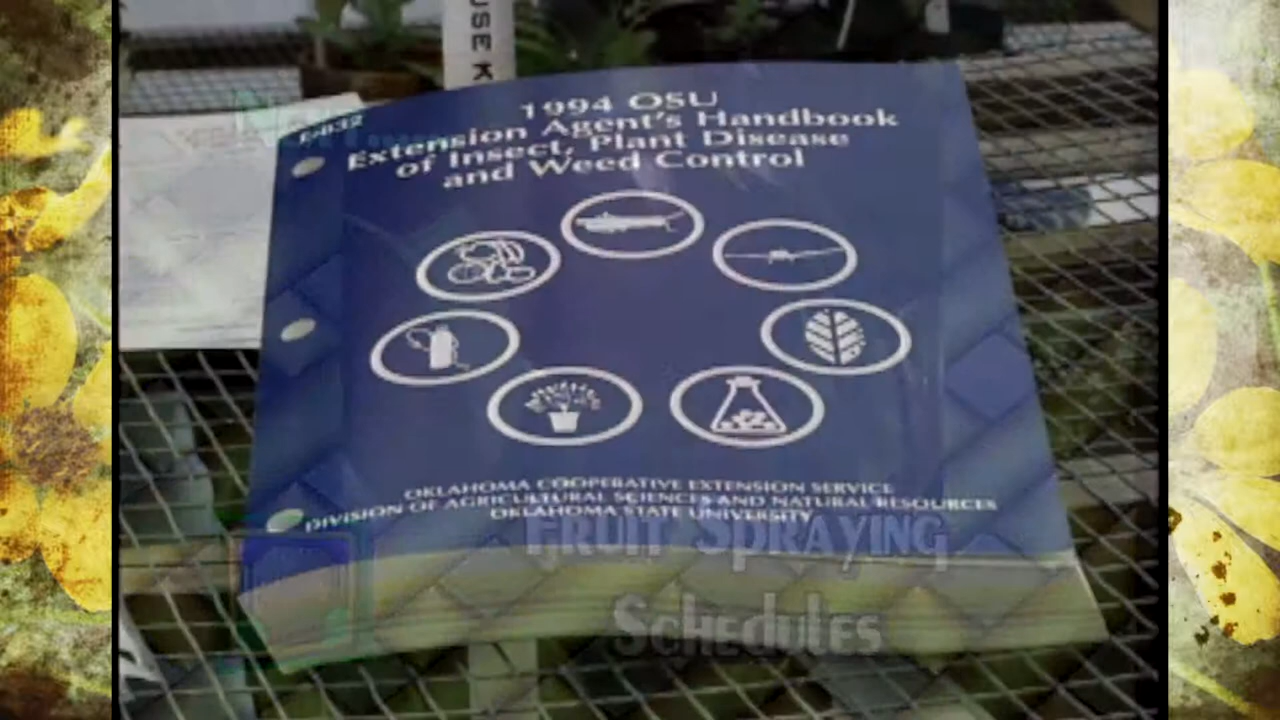 USE K
E-832
1994 OSU
Extension Agent's Handbook
of Insect, Plant Disease
and Weed Control
OKLAHOMA COOPERATIVE EXTENSION SERVICE
DIVISION OF AGRICULTURAL SCIENCES AND NATURAL RESOURCES
OKLAHOMA STATE UNIVERSITY
FRUIT SPRAYING
SCHEDULES